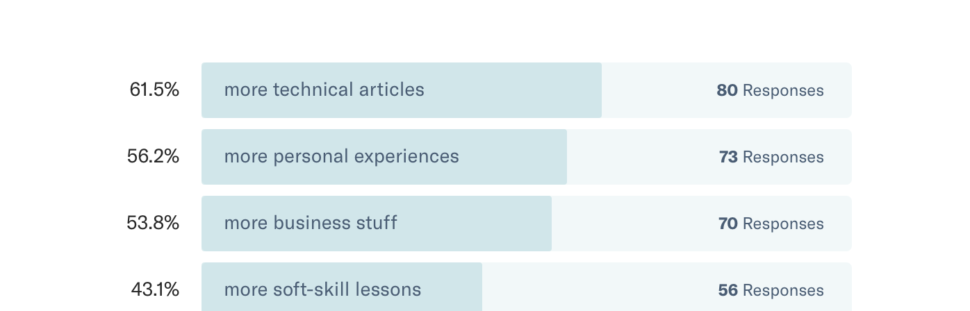 61.5% more technical articles 80 Responses
56.2% more personal experiences 73 Responses
53.8% more business stuff 70 Responses
43.1% more soft-skill lessons 56 Responses